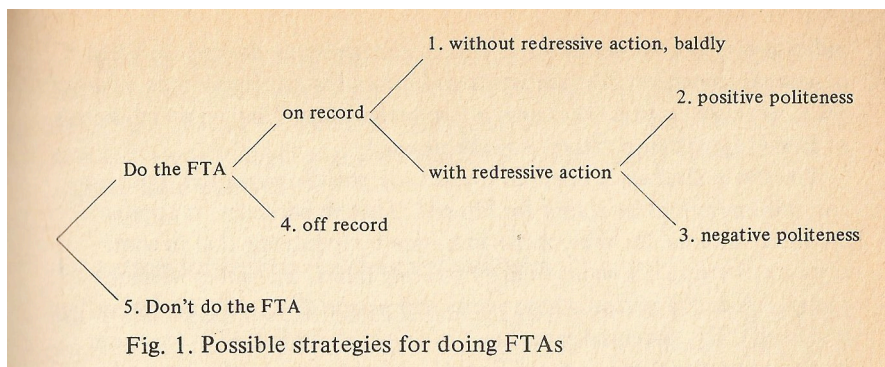 1. without redressive action, baldly
2. positive politeness
on record
Do the FTA
with redressive action
4. off record
3. negative politeness
5. Don't do the FTA
Fig. 1. Possible strategies for doing FTAs